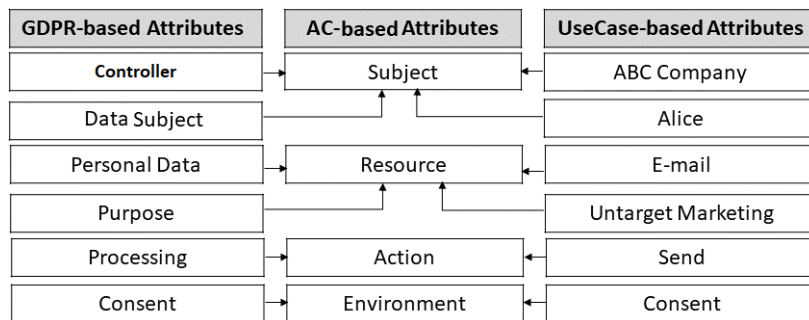 GDPR-based Attributes AC-based Attributes UseCase-based Attributes
Controller Subject ABC Company
Data Subject Alice
Personal Data Resource E-mail
Purpose Untarget Marketing
Processing Action Send
Consent Environment Consent